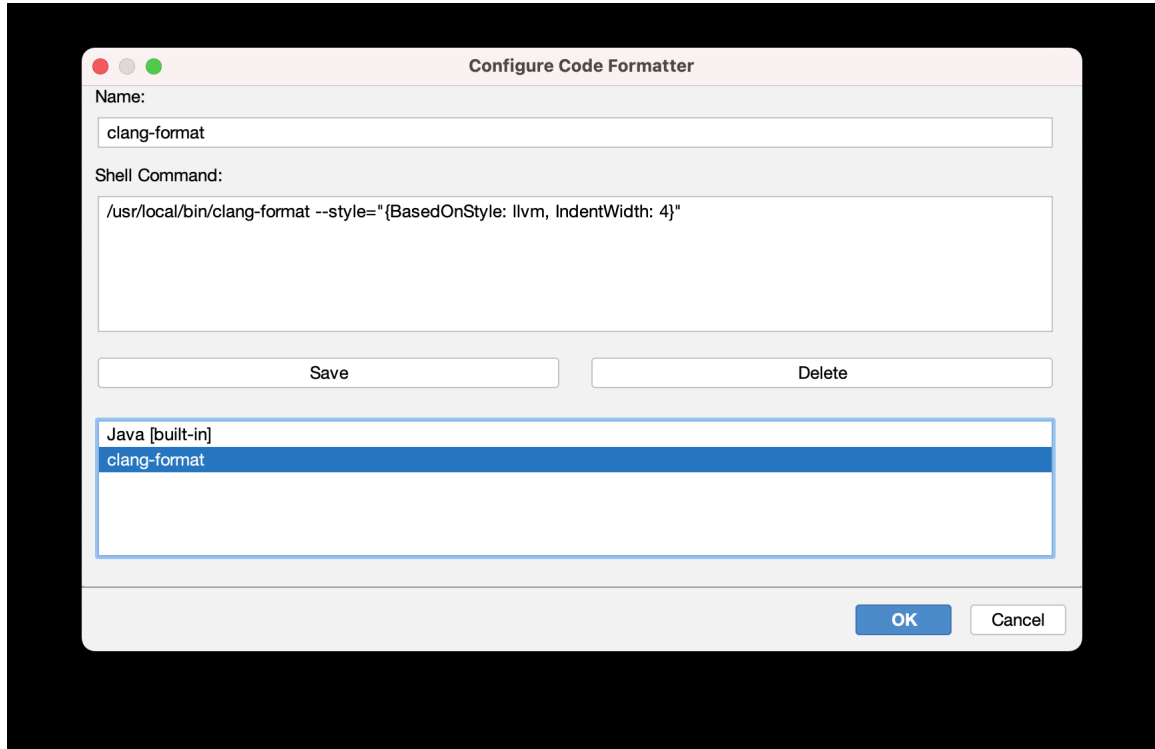 Configure Code Formatter
Name:
clang-format
Shell Command:
/usr/local/bin/clang-format --style="{BasedOnStyle: llvm, IndentWidth: 4}"
Save
Delete
Java [built-in]
clang-format
OK
Cancel